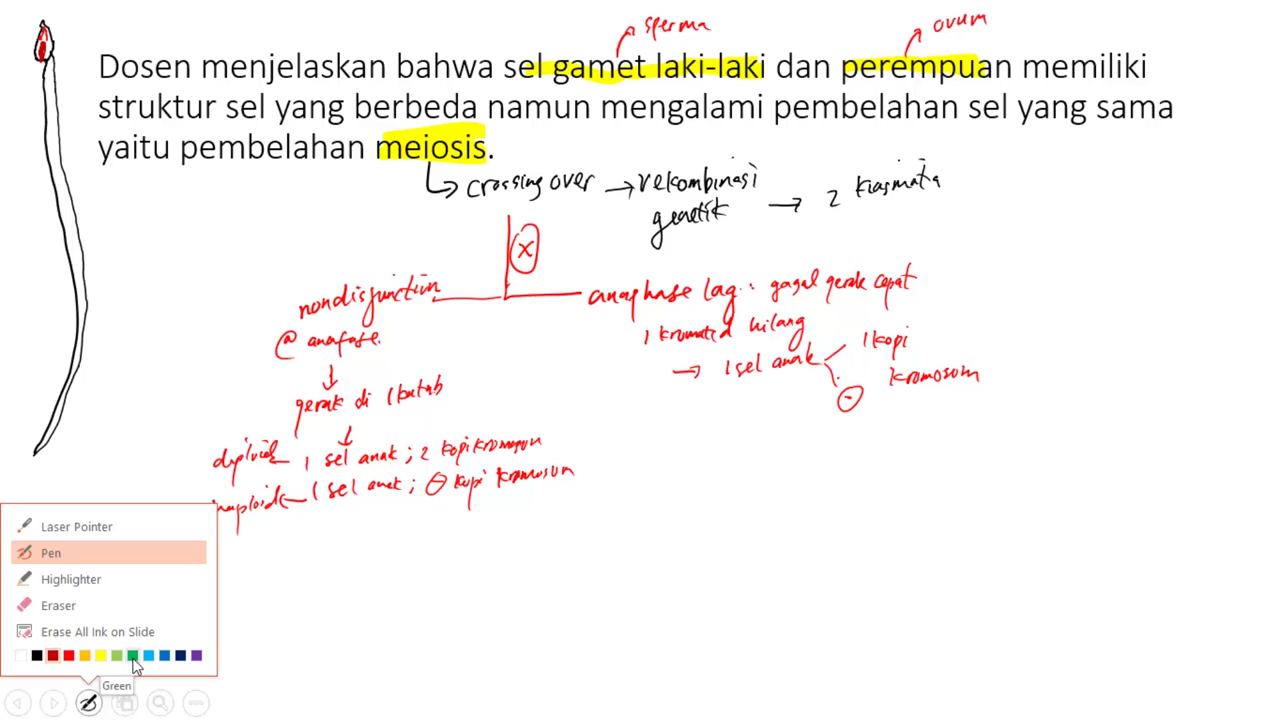 sperma
ovum
Dosen menjelaskan bahwa sel gamet laki-laki dan perempuan memiliki
struktur sel yang berbeda namun mengalami pembelahan sel yang sama
yaitu pembelahan meiosis.
↳ crossing over → rekombinasi genetik → 2 kiasmata
x
nondisjunction
@ anafase.
↓
gerak di 1 kutub
↓
diploid – 1 sel anak ; 2 kopi kromosom
haploid – 1 sel anak ; ⊖ kopi kromosom
anaphase lag : gagal gerak cepat
1 kromatid hilang
→ 1 sel anak
1 kopi
kromosom
⊖
Laser Pointer
Pen
Highlighter
Eraser
Erase All Ink on Slide
Green